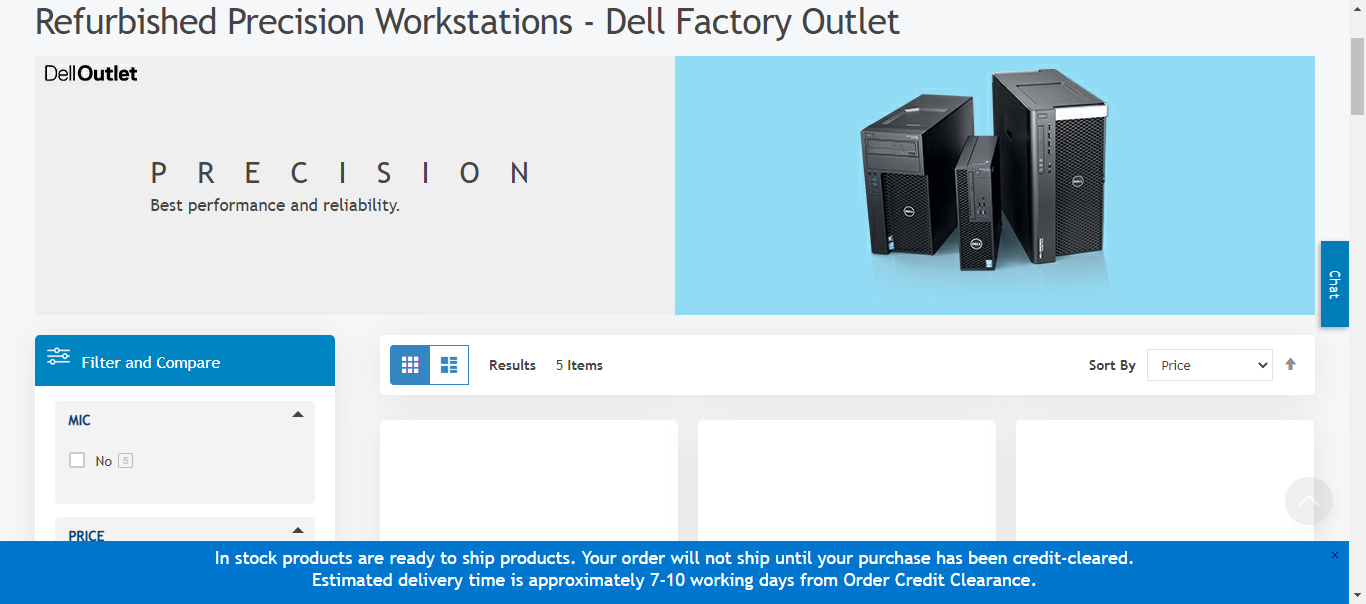 Refurbished Precision Workstations - Dell Factory Outlet
DellOutlet
PRECISION
Best performance and reliability.
Chat
Filter and Compare
Results 5 Items
Sort By Price
MIC
No 5
PRICE
In stock products are ready to ship products. Your order will not ship until your purchase has been credit-cleared.
Estimated delivery time is approximately 7-10 working days from Order Credit Clearance.